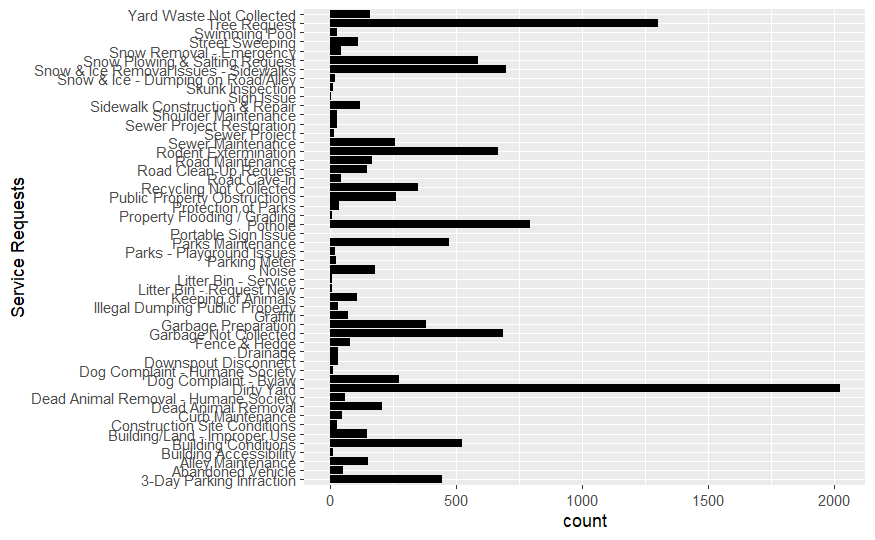 Yard Waste Not Collected
Tree Request
Swimming Pool
Street Sweeping
Snow Removal - Emergency
Snow Plowing & Salting Request
Snow & Ice Removal Issues - Sidewalks
Snow & Ice - Dumping on Road/Alley
Skunk Inspection
Sign Issue
Sidewalk Construction & Repair
Shoulder Maintenance
Sewer Project Restoration
Sewer Project
Sewer Maintenance
Rodent Extermination
Road Maintenance
Road Clean-Up Request
Road Cave-In
Recycling Not Collected
Public Property Obstructions
Protection of Parks
Property Flooding / Grading
Pothole
Portable Sign Issue
Parks Maintenance
Parks - Playground Issues
Parking Meter
Noise
Litter Bin - Service
Litter Bin - Request New
Keeping of Animals
Illegal Dumping Public Property
Graffiti
Garbage Preparation
Garbage Not Collected
Fence & Hedge
Drainage
Downspout Disconnect
Dog Complaint - Humane Society
Dog Complaint - Bylaw
Dirty Yard
Dead Animal Removal - Humane Society
Dead Animal Removal
Curb Maintenance
Construction Site Conditions
Building/Land - Improper Use
Building Conditions
Building Accessibility
Alley Maintenance
Abandoned Vehicle
3-Day Parking Infraction
Service Requests
0 500 1000 1500 2000
count